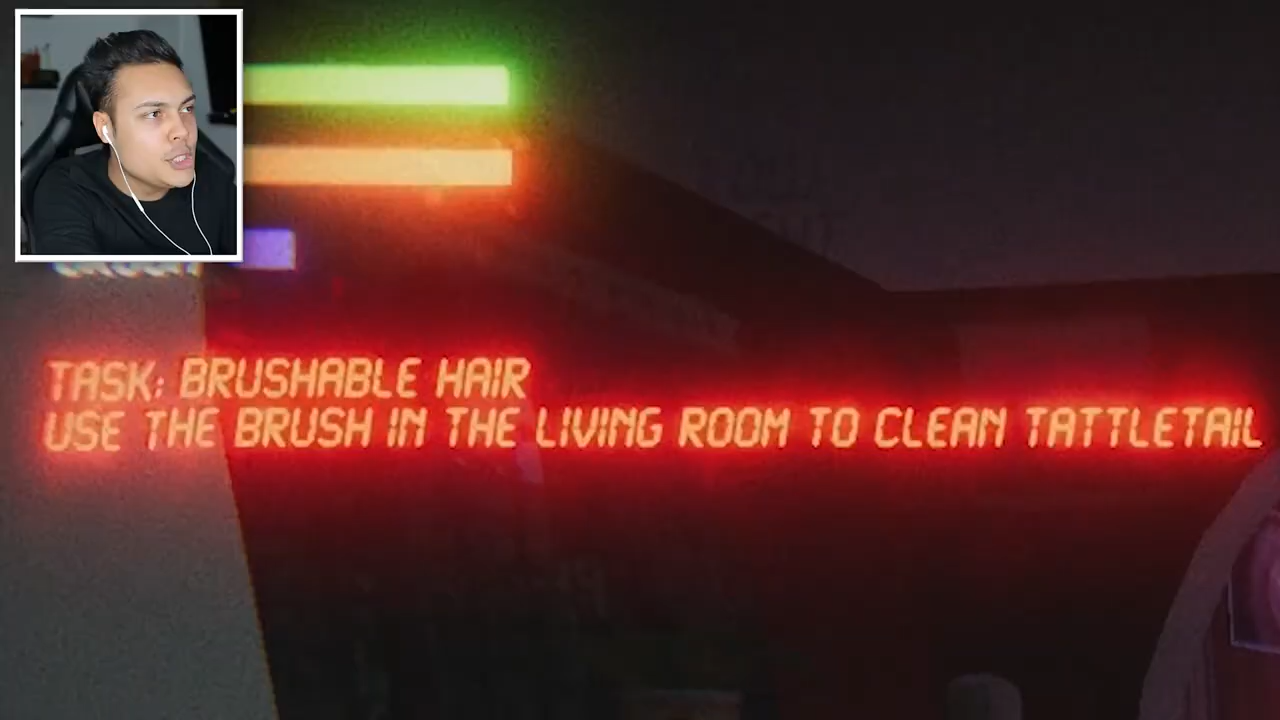 TASK: BRUSHABLE HAIR
USE THE BRUSH IN THE LIVING ROOM TO CLEAN TATTLETAIL